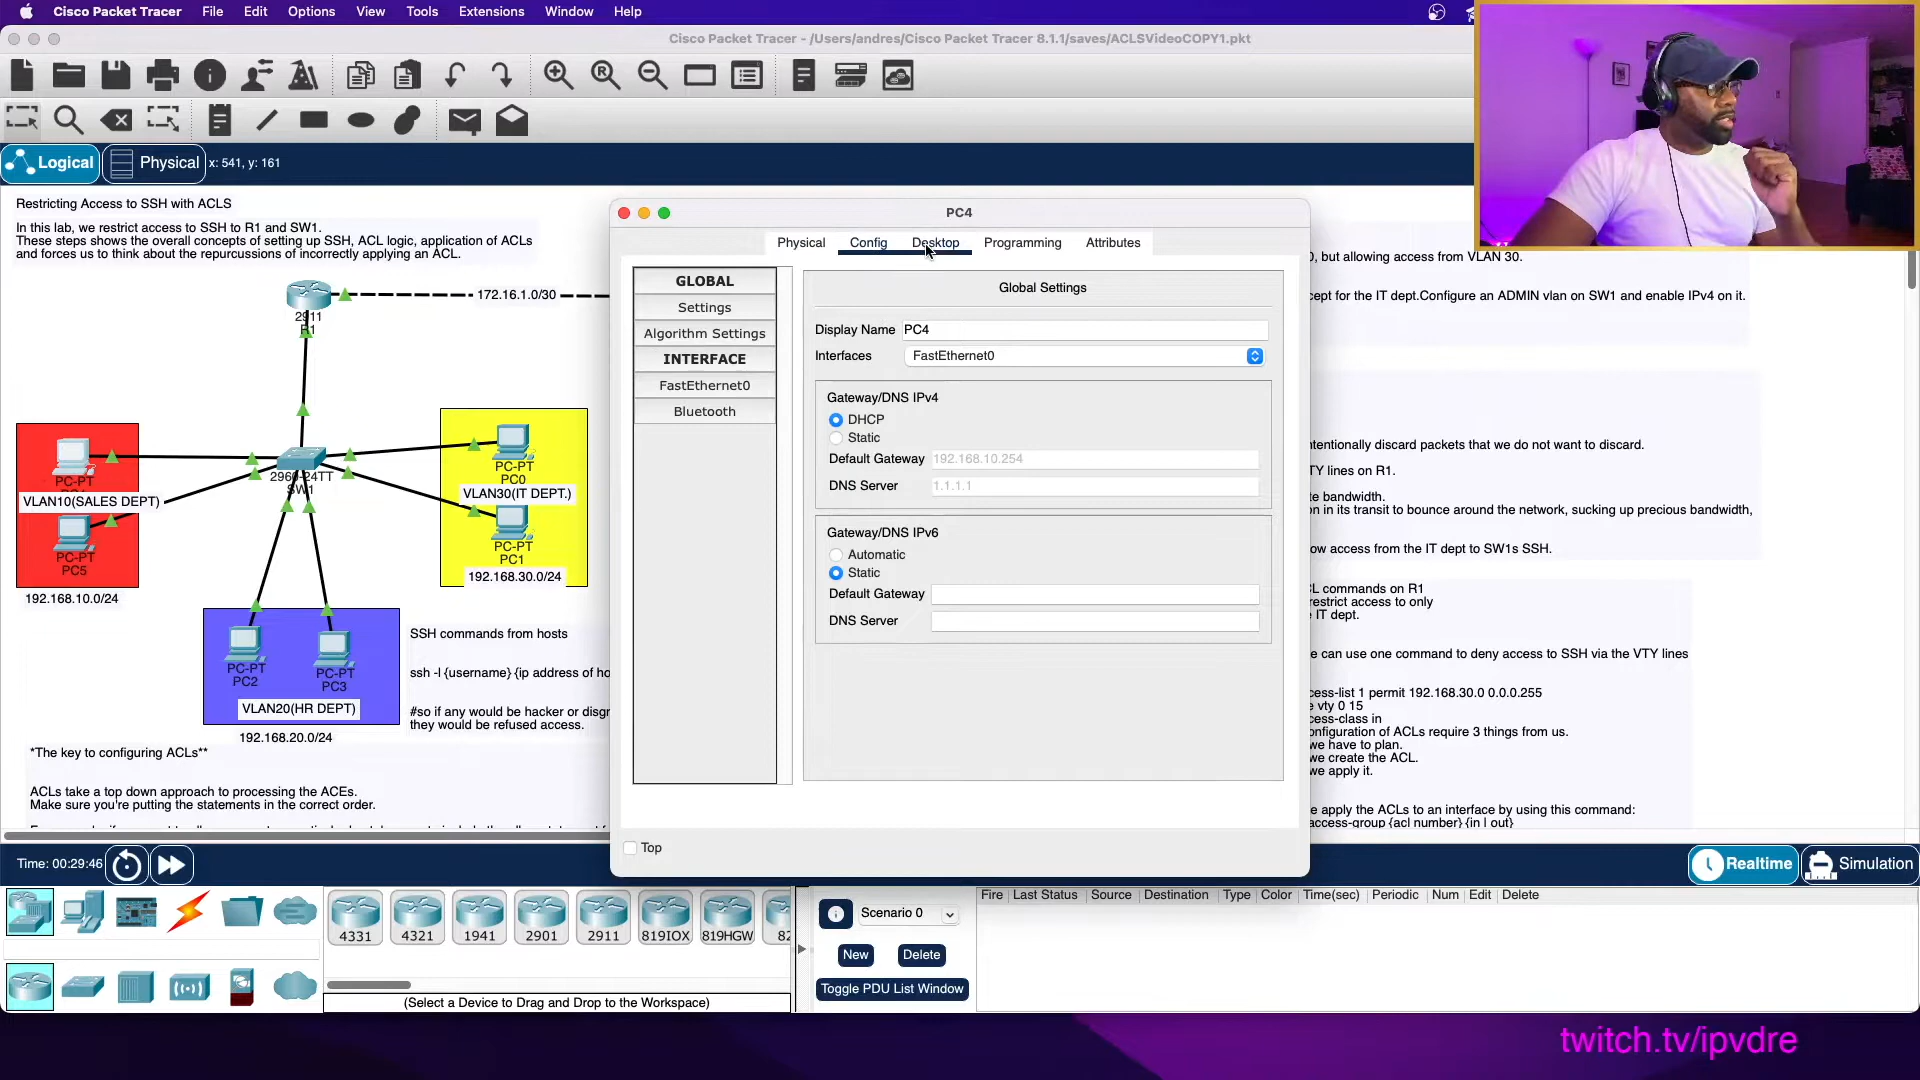 Cisco Packet Tracer File Edit Options View Tools Extensions Window Help
Cisco Packet Tracer - /Users/andres/Cisco Packet Tracer 8.1.1/saves/ACLSVideoCOPY1.pkt
Logical Physical x: 541, y: 161
Restricting Access to SSH with ACLS
In this lab, we restrict access to SSH to R1 and SW1.
These steps shows the overall concepts of setting up SSH, ACL logic, application of ACLs
and forces us to think about the repurcussions of incorrectly applying an ACL.
172.16.1.0/30
2911
R1
2960-24TT
SW1
PC-PT
VLAN10(SALES DEPT)
PC-PT
PC5
192.168.10.0/24
PC-PT
PC0
VLAN30(IT DEPT.)
PC-PT
PC1
192.168.30.0/24
PC-PT
PC2
PC-PT
PC3
VLAN20(HR DEPT)
192.168.20.0/24
SSH commands from hosts
ssh -l {username} {ip address of ho
#so if any would be hacker or disgr
they would be refused access.
*The key to configuring ACLs**
ACLs take a top down approach to processing the ACEs.
Make sure you're putting the statements in the correct order.
PC4
Physical Config Desktop Programming Attributes
GLOBAL
Settings
Algorithm Settings
INTERFACE
FastEthernet0
Bluetooth
Global Settings
Display Name PC4
Interfaces FastEthernet0
Gateway/DNS IPv4
DHCP
Static
Default Gateway 192.168.10.254
DNS Server 1.1.1.1
Gateway/DNS IPv6
Automatic
Static
Default Gateway
DNS Server
Top
0, but allowing access from VLAN 30.
cept for the IT dept.Configure an ADMIN vlan on SW1 and enable IPv4 on it.
ntentionally discard packets that we do not want to discard.
TY lines on R1.
te bandwidth.
on in its transit to bounce around the network, sucking up precious bandwidth,
ow access from the IT dept to SW1s SSH.
CL commands on R1
restrict access to only
IT dept.
e can use one command to deny access to SSH via the VTY lines
cess-list 1 permit 192.168.30.0 0.0.0.255
e vty 0 15
cess-class in
onfiguration of ACLs require 3 things from us.
we have to plan.
we create the ACL.
we apply it.
e apply the ACLs to an interface by using this command:
access-group {acl number} {in | out}
Time: 00:29:46
Realtime Simulation
4331 4321 1941 2901 2911 819IOX 819HGW 82
(Select a Device to Drag and Drop to the Workspace)
Scenario 0
New Delete
Toggle PDU List Window
Fire Last Status Source Destination Type Color Time(sec) Periodic Num Edit Delete
twitch.tv/ipvdre